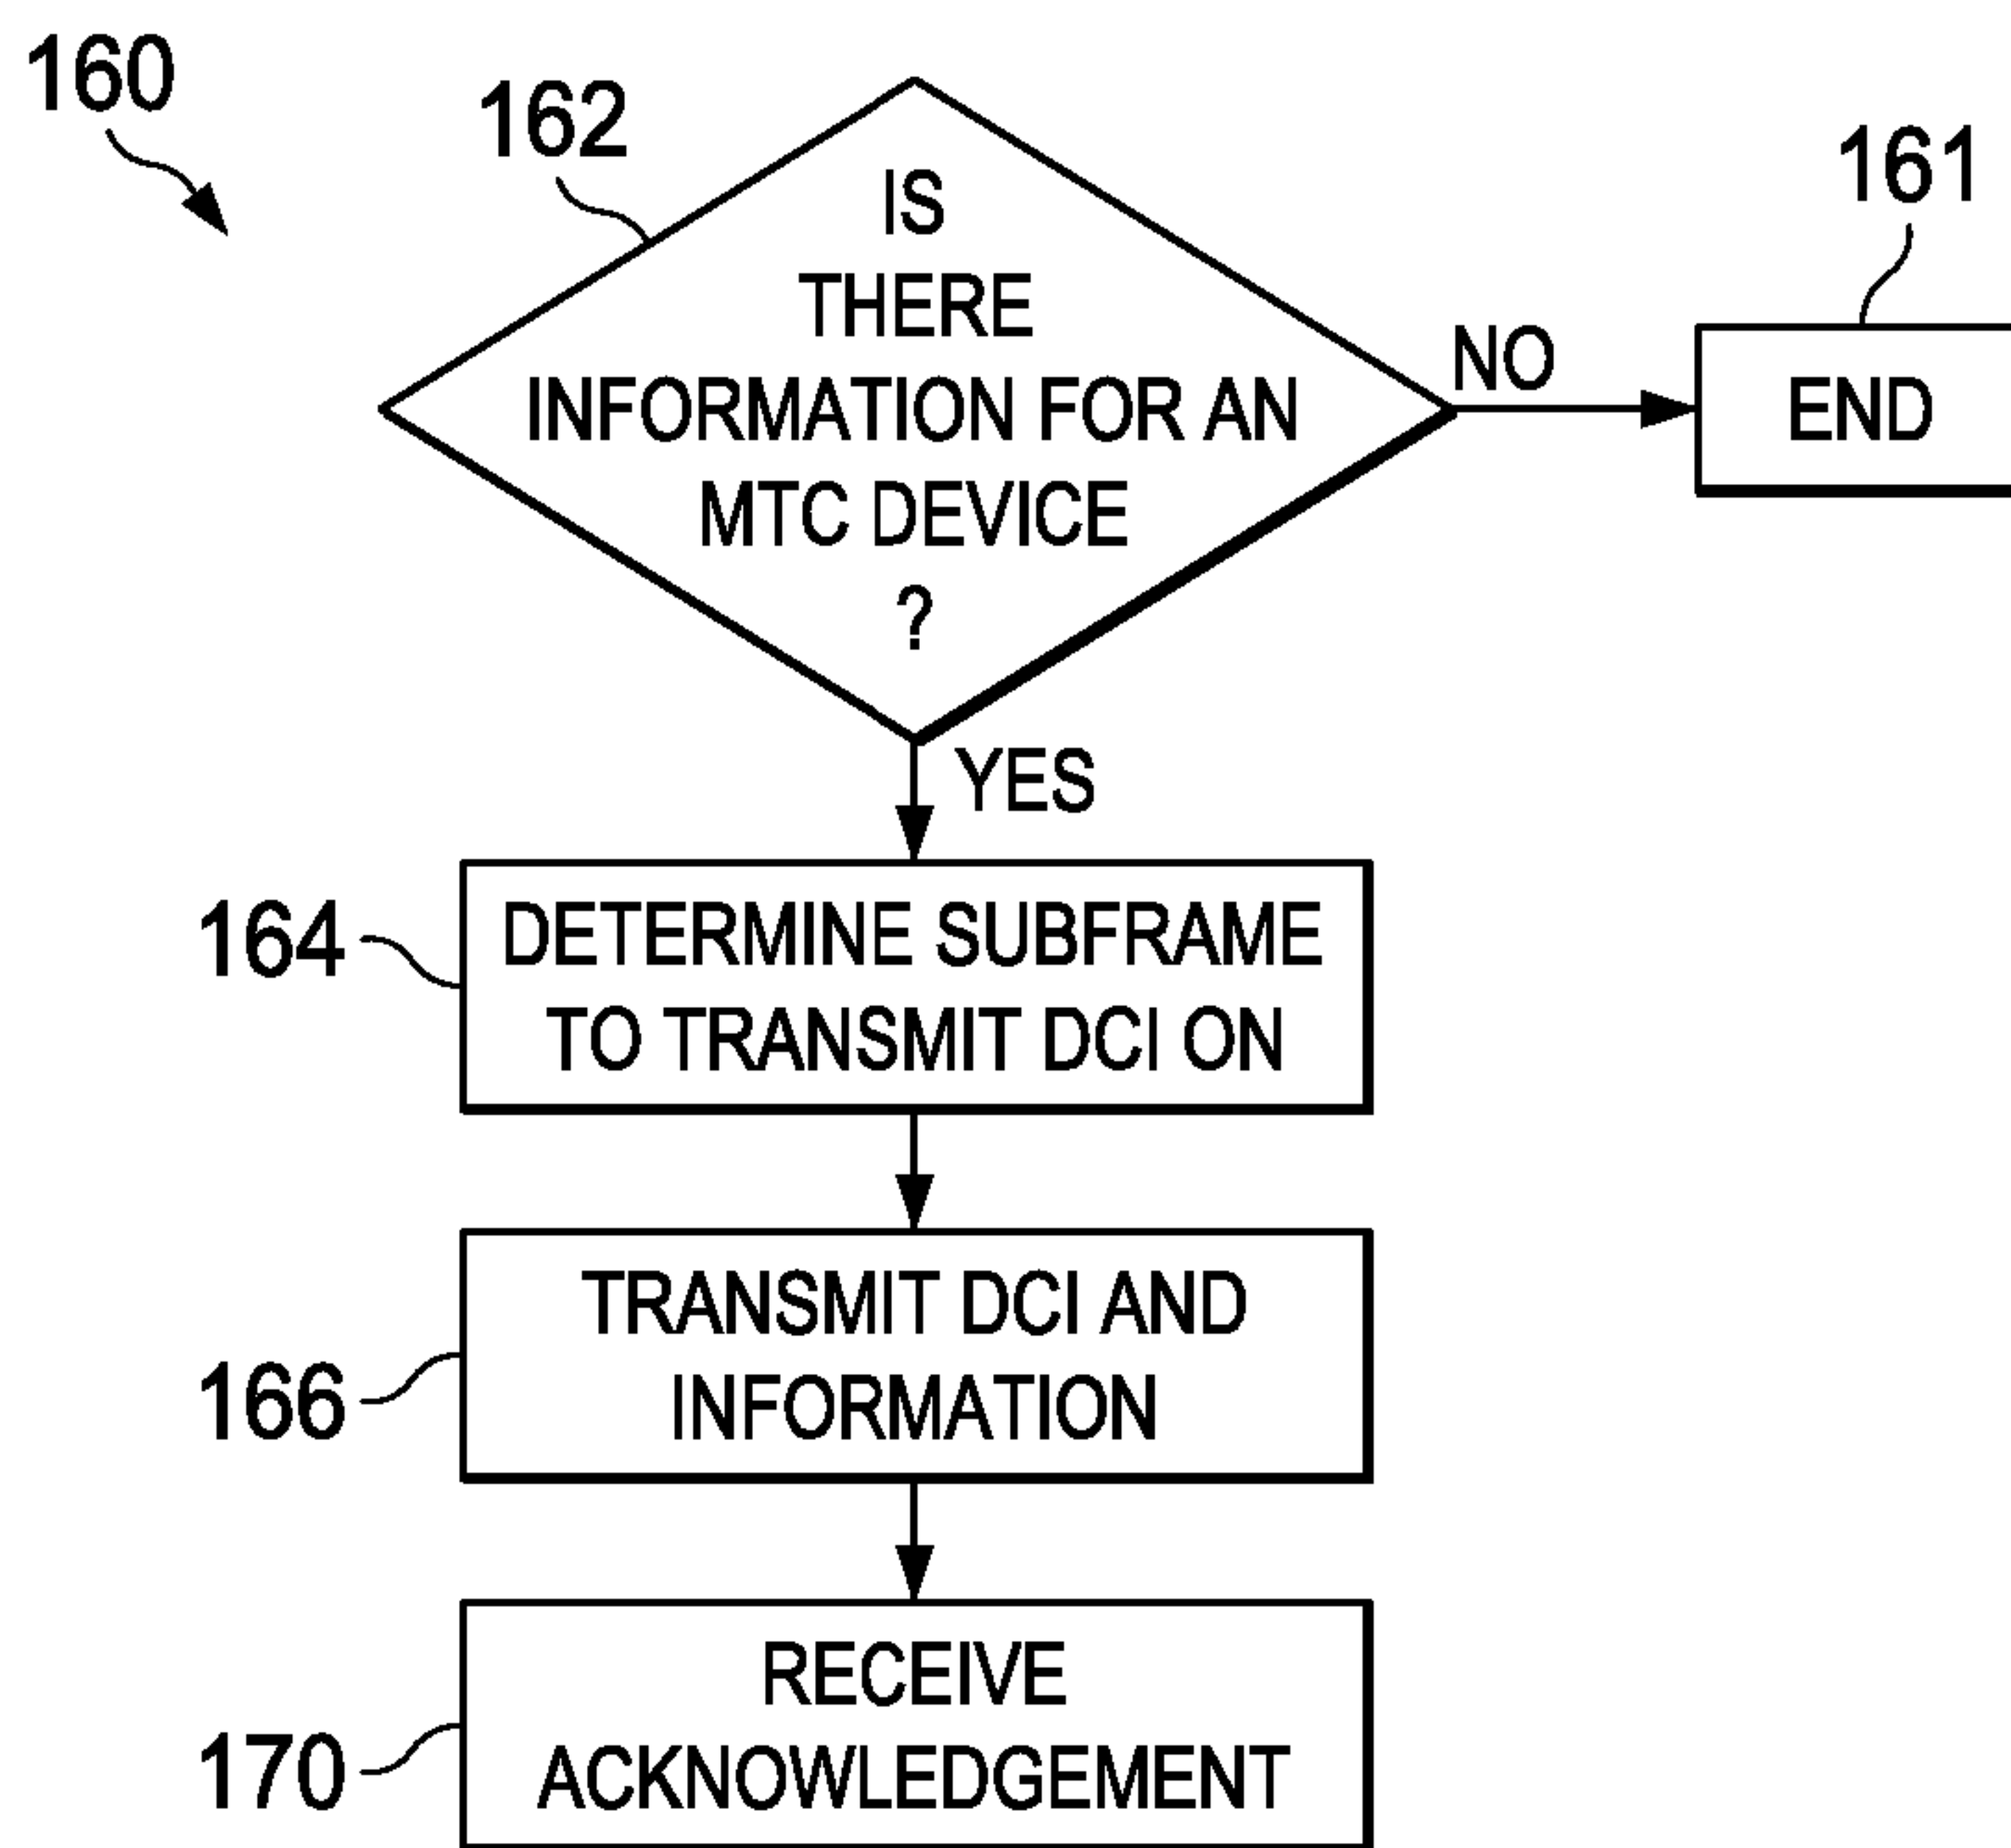 160
162
IS
THERE
INFORMATION FOR AN
MTC DEVICE
?
NO
161
END
YES
164
DETERMINE SUBFRAME
TO TRANSMIT DCI ON
166
TRANSMIT DCI AND
INFORMATION
170
RECEIVE
ACKNOWLEDGEMENT